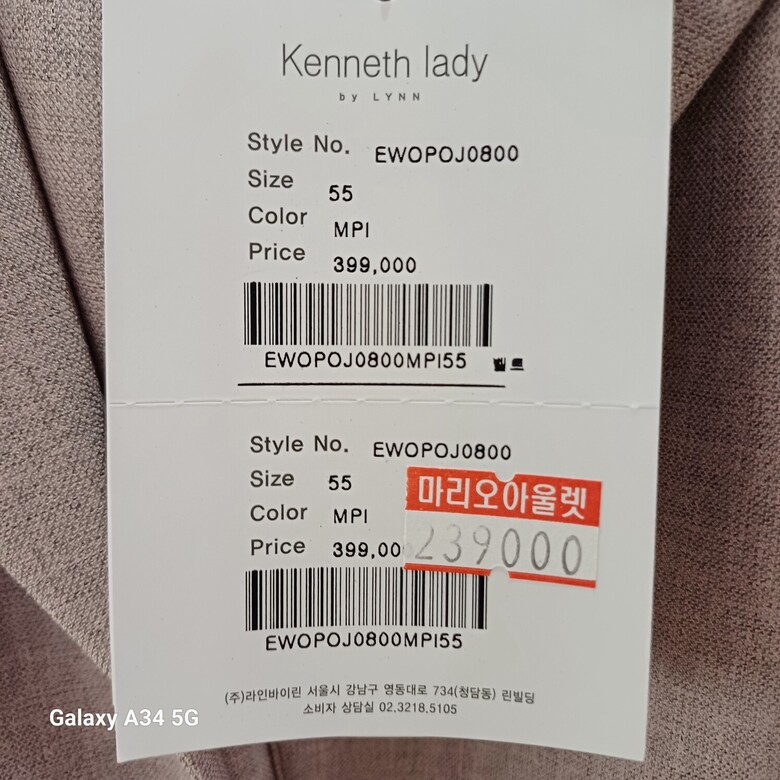 Kenneth lady
by LYNN
Style No. EWOPOJ0800
Size 55
Color MPI
Price 399,000
EWOPOJ0800MPI55 벨트
Style No. EWOPOJ0800
Size 55
Color MPI
Price 399,00
마리오아울렛
239000
EWOPOJ0800MPI55
(주)라인바이린 서울시 강남구 영동대로 734(청담동) 린빌딩
소비자 상담실 02,3218,5105
Galaxy A34 5G